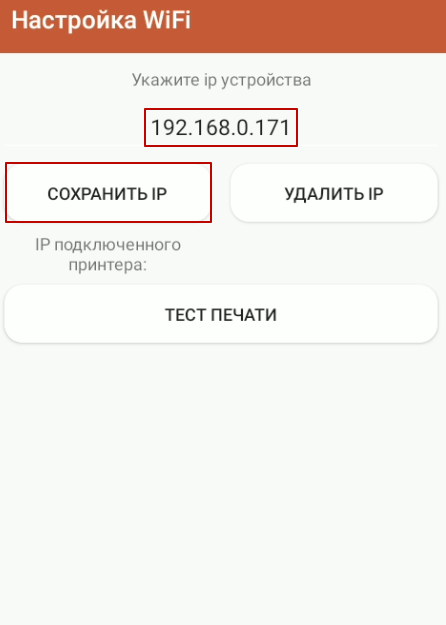 Настройка WiFi
Укажите ip устройства
192.168.0.171
СОХРАНИТЬ IP
УДАЛИТЬ IP
IP подключенного
принтера:
ТЕСТ ПЕЧАТИ